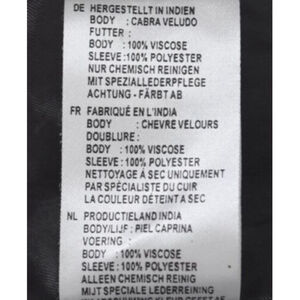 DE HERGESTELLT IN INDIEN
BODY : CABRA VELUDO
FUTTER :
BODY : 100% VISCOSE
SLEEVE : 100% POLYESTER
NUR CHEMISCH REINIGEN
MIT SPEZIALLEDERPFLEGE
ACHTUNG - FÄRBT AB
FR FABRIQUÉ EN L'INDIA
BODY : CHEVRE VELOURS
DOUBLURE :
BODY : 100% VISCOSE
SLEEVE : 100% POLYESTER
NETTOYAGE A SEC UNIQUEMENT
PAR SPÉCIALISTE DU CUIR
LA COULEUR DÉTEINT A SEC
NL PRODUCTIELAND INDIA
BODY/LIJF : PIEL CAPRINA
VOERING :
BODY : 100% VISCOSE
SLEEVE : 100% POLYESTER
ALLEEN CHEMISCH REINIG
MIJT SPECIALE LEDERREINING